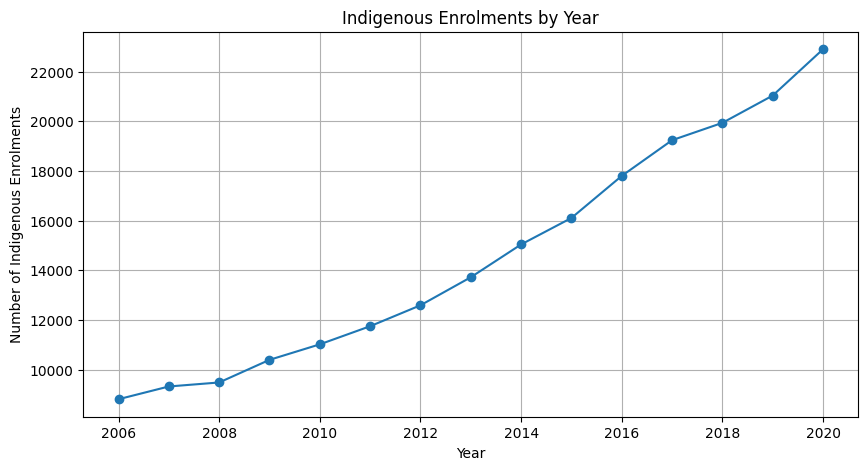 Indigenous Enrolments by Year
Number of Indigenous Enrolments
22000
20000
18000
16000
14000
12000
10000
2006 2008 2010 2012 2014 2016 2018 2020
Year